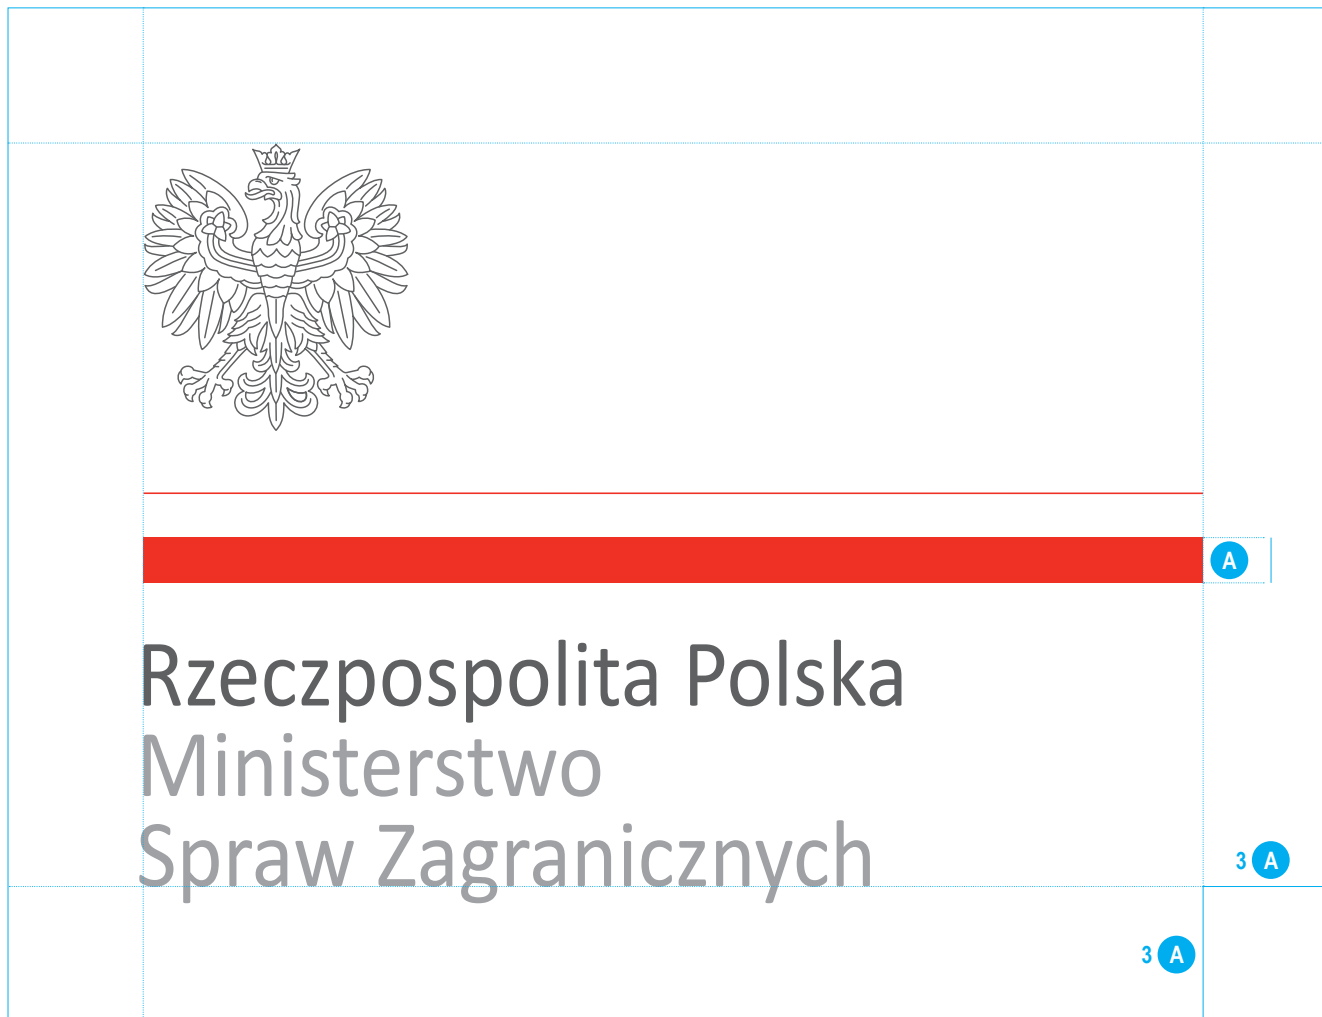 A
Rzeczpospolita Polska
Ministerstwo
Spraw Zagranicznych
3 A
3 A